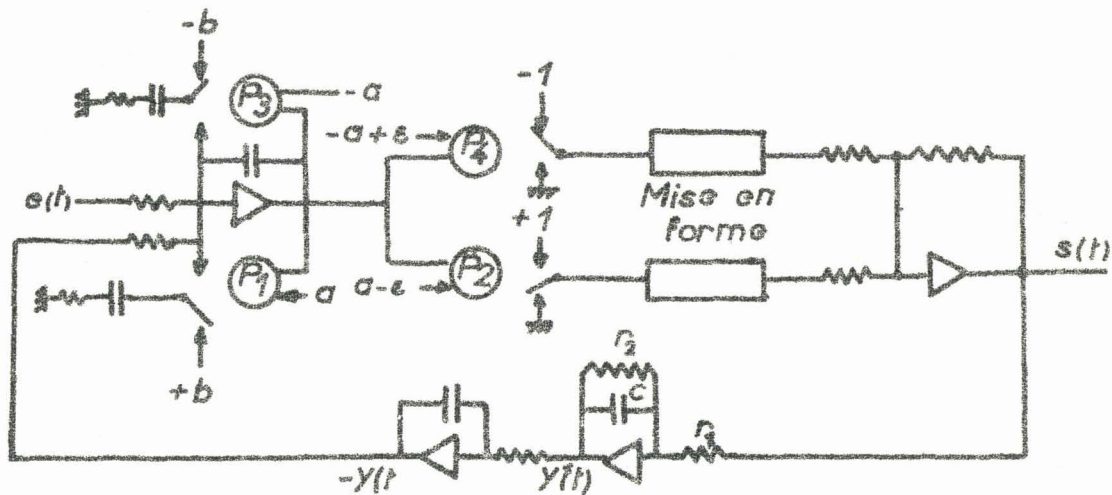 -b
P3
-a
-1
-a+ε
P4
e(t)
Mise en
forme
+1
s(t)
P1
a
a-ε
P2
+b
r2
c
r1
-y(t
y(t)